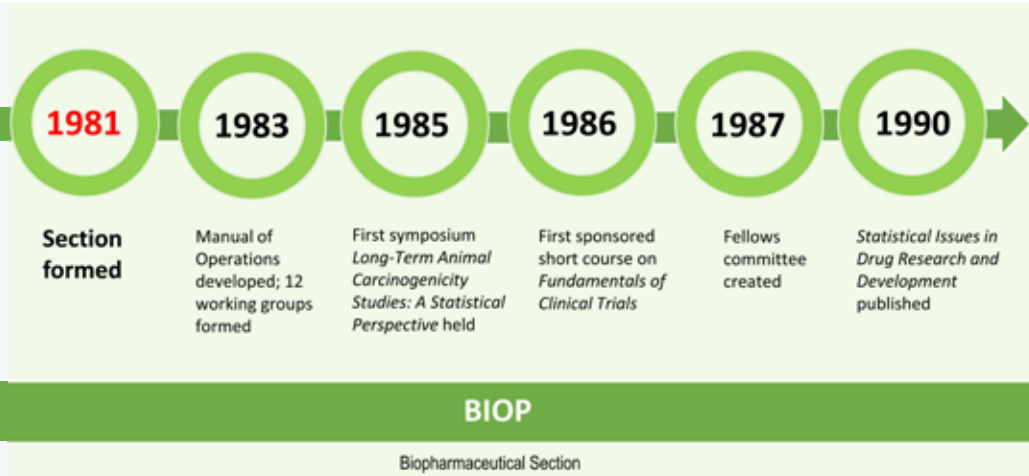 1981
1983
1985
1986
1987
1990
Section
formed
Manual of
Operations
developed; 12
working groups
formed
First symposium
Long-Term Animal
Carcinogenicity
Studies: A Statistical
Perspective held
First sponsored
short course on
Fundamentals of
Clinical Trials
Fellows
committee
created
Statistical Issues in
Drug Research and
Development
published
BIOP
Biopharmaceutical Section